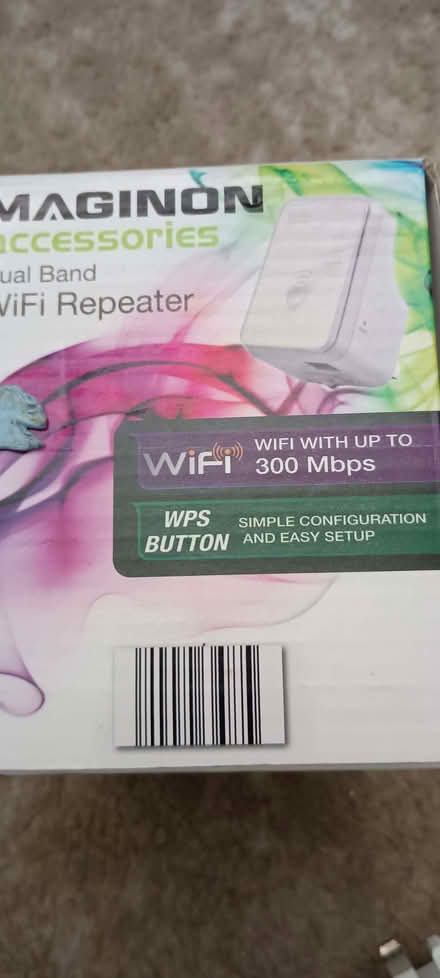 MAGINON
accessories
ual Band
WiFi Repeater
WiFi
WIFI WITH UP TO
300 Mbps
WPS
BUTTON
SIMPLE CONFIGURATION
AND EASY SETUP